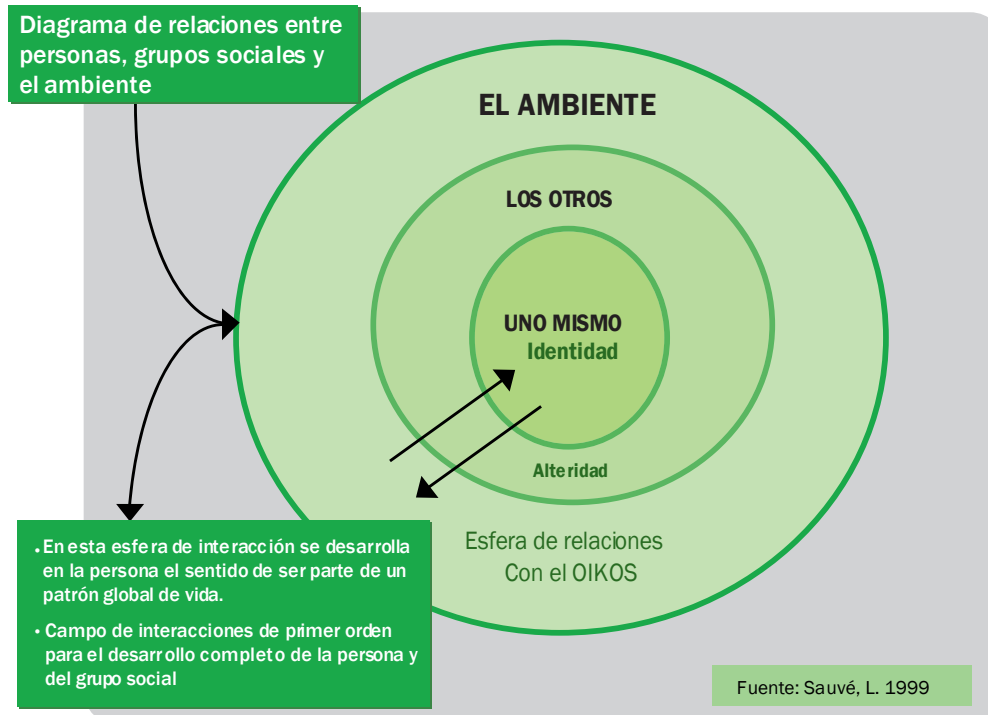 Diagrama de relaciones entre
personas, grupos sociales y
el ambiente
EL AMBIENTE
LOS OTROS
UNO MISMO
Identidad
Alteridad
Esfera de relaciones
Con el OIKOS
• En esta esfera de interacción se desarrolla
en la persona el sentido de ser parte de un
patrón global de vida.
• Campo de interacciones de primer orden
para el desarrollo completo de la persona y
del grupo social
Fuente: Sauvé, L. 1999